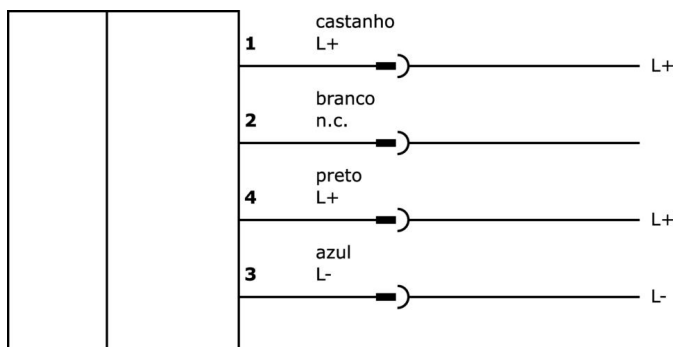 castanho
1 L+
L+
branco
2 n.c.
preto
4 L+
L+
azul
3 L-
L-